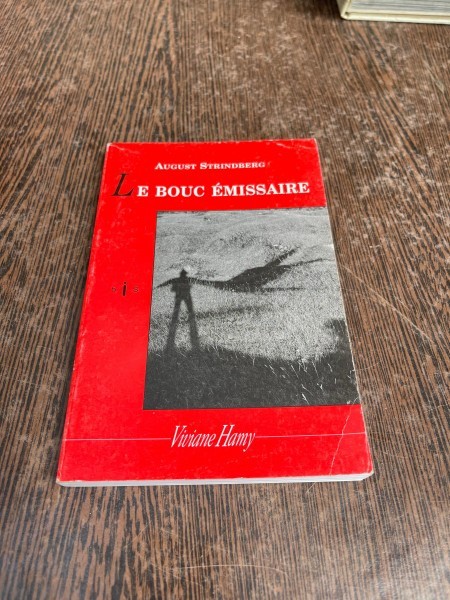 AUGUST STRINDBERG
LE BOUC ÉMISSAIRE
·i·
Viviane Hamy